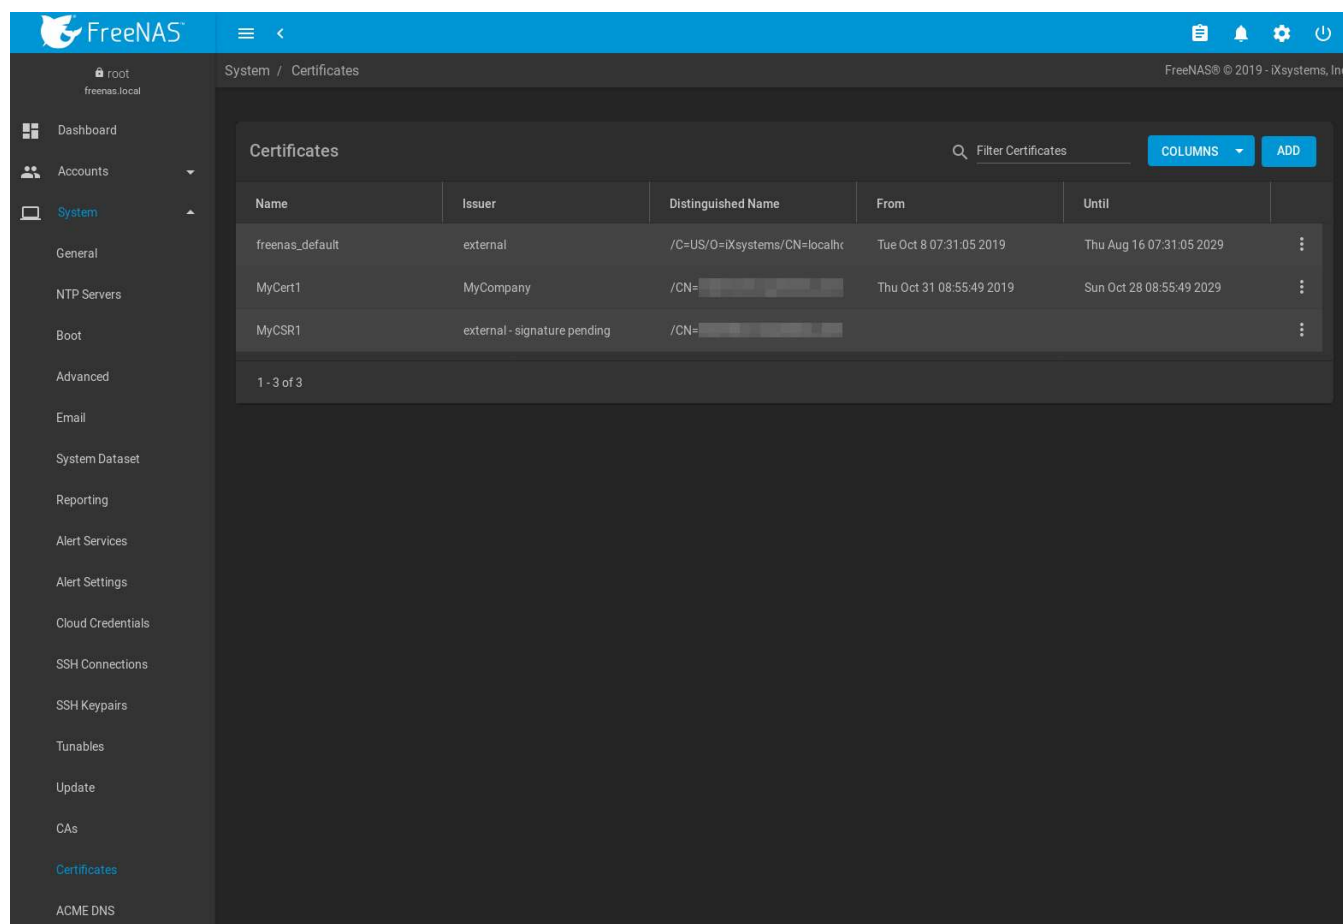 FreeNAS™
System / Certificates
FreeNAS® © 2019 - iXsystems, Inc
root
freenas.local
Dashboard
Accounts
System
General
NTP Servers
Boot
Advanced
Email
System Dataset
Reporting
Alert Services
Alert Settings
Cloud Credentials
SSH Connections
SSH Keypairs
Tunables
Update
CAs
Certificates
ACME DNS
Certificates
Filter Certificates
COLUMNS
ADD
Name Issuer Distinguished Name From Until
freenas_default external /C=US/O=iXsystems/CN=localhc Tue Oct 8 07:31:05 2019 Thu Aug 16 07:31:05 2029
MyCert1 MyCompany /CN= Thu Oct 31 08:55:49 2019 Sun Oct 28 08:55:49 2029
MyCSR1 external - signature pending /CN=
1 - 3 of 3